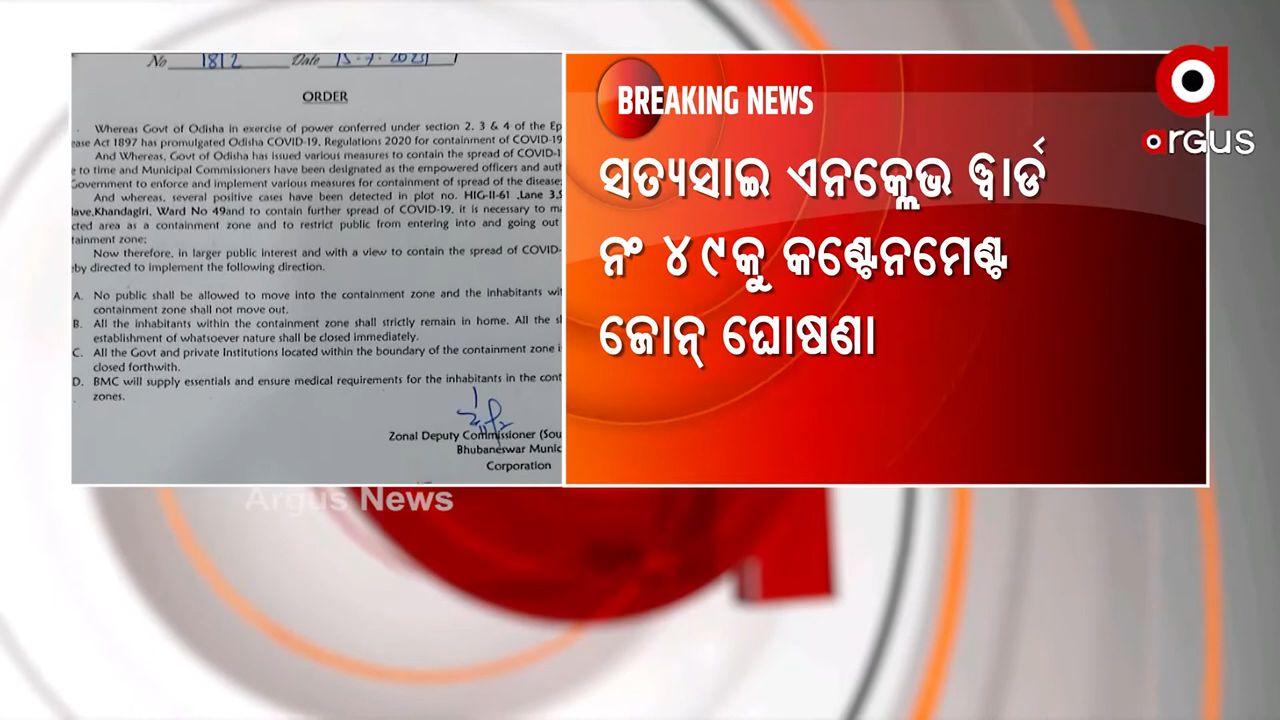 No 1812 Date 15-7-2021
ORDER
Whereas Govt of Odisha in exercise of power conferred under section 2, 3 & 4 of the Ep
ease Act 1897 has promulgated Odisha COVID-19, Regulations 2020 for containment of COVID-19
And Whereas, Govt of Odisha has issued various measures to contain the spread of COVID-1
e to time and Municipal Commissioners have been designated as the empowered officers and auth
Government to enforce and implement various measures for containment of spread of the disease;
And whereas, several positive cases have been detected in plot no. HIG-II-61 ,Lane 3,S
lave,Khandagiri, Ward No 49and to contain further spread of COVID-19, it is necessary to ma
cted area as a containment zone and to restrict public from entering into and going out
tainment zone;
Now therefore, in larger public interest and with a view to contain the spread of COVID-
eby directed to implement the following direction.
A. No public shall be allowed to move into the containment zone and the inhabitants wit
containment zone shall not move out.
B. All the inhabitants within the containment zone shall strictly remain in home. All the sh
establishment of whatsoever nature shall be closed immediately.
C. All the Govt and private Institutions located within the boundary of the containment zone i
closed forthwith.
D. BMC will supply essentials and ensure medical requirements for the inhabitants in the cont
zones.
Zonal Deputy Commissioner (Sou
Bhubaneswar Munic
Corporation
BREAKING NEWS
ସତ୍ୟସାଇ ଏନକ୍ଲେଭ ୱାର୍ଡ
ନଂ ୪୯କୁ କଣ୍ଟେନମେଣ୍ଟ
ଜୋନ୍ ଘୋଷଣା
argus
Argus News